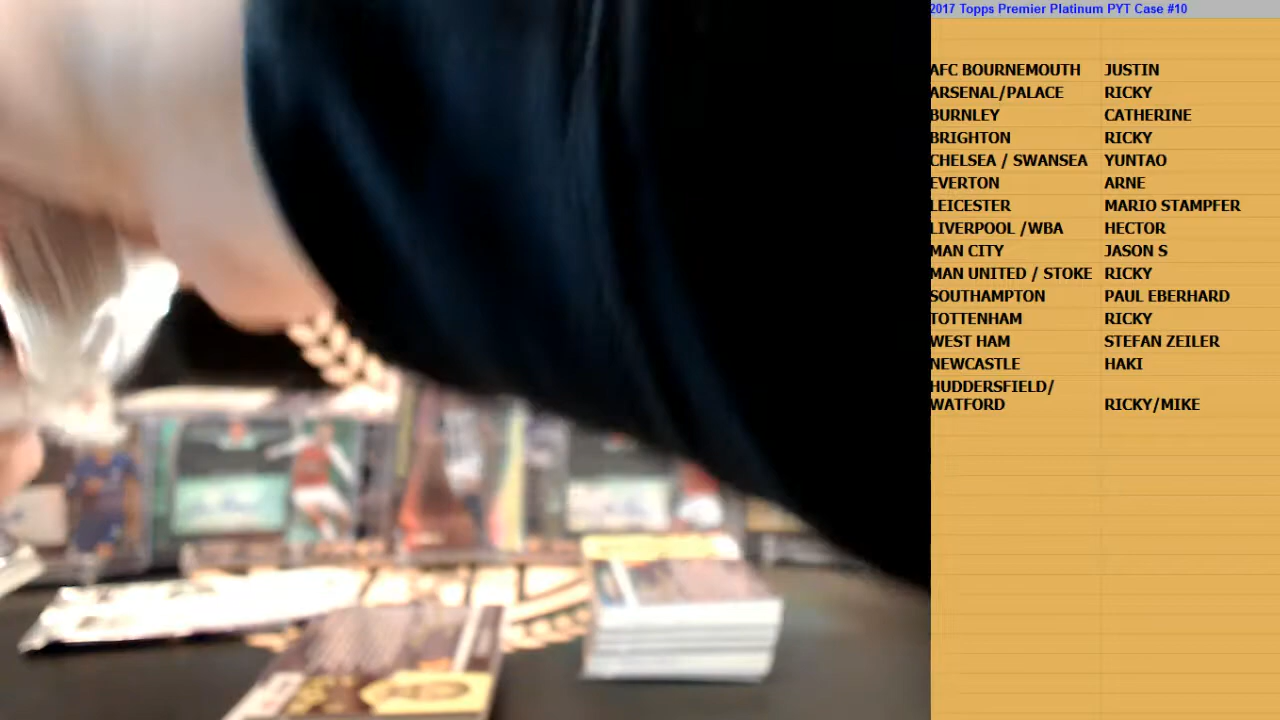 2017 Topps Premier Platinum PYT Case #10
AFC BOURNEMOUTH JUSTIN
ARSENAL/PALACE RICKY
BURNLEY CATHERINE
BRIGHTON RICKY
CHELSEA / SWANSEA YUNTAO
EVERTON ARNE
LEICESTER MARIO STAMPFER
LIVERPOOL /WBA HECTOR
MAN CITY JASON S
MAN UNITED / STOKE RICKY
SOUTHAMPTON PAUL EBERHARD
TOTTENHAM RICKY
WEST HAM STEFAN ZEILER
NEWCASTLE HAKI
HUDDERSFIELD/
WATFORD RICKY/MIKE